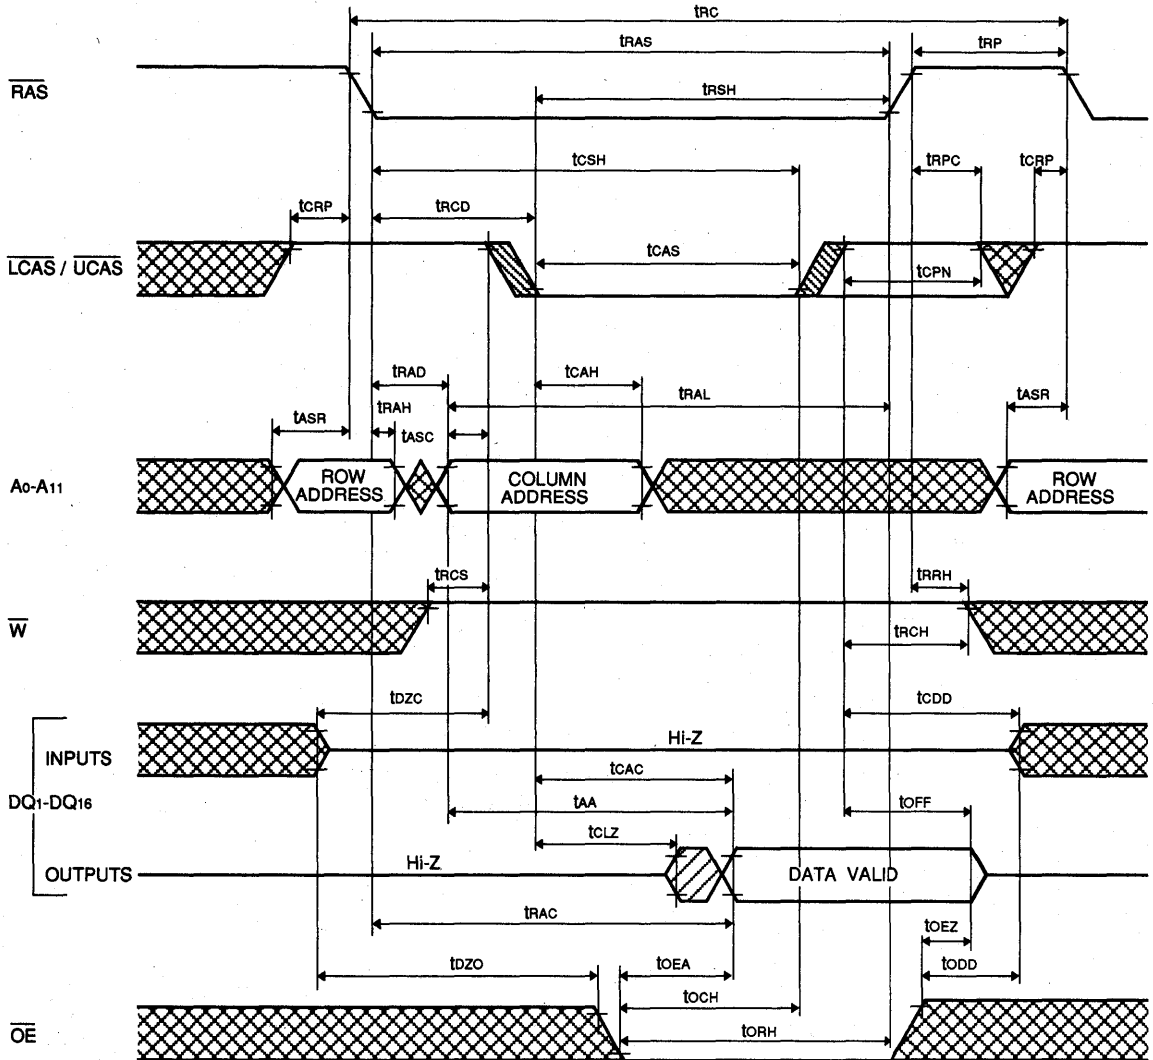 tRC
tRAS
tRP
RAS
tRSH
tCSH
tRPC
tCRP
tCRP
tRCD
LCAS / UCAS
tCAS
tCPN
tRAD
tCAH
tRAL
tASR
tRAH
tASC
tASR
A0-A11
ROW ADDRESS
COLUMN ADDRESS
ROW ADDRESS
tRCS
tRRH
W
tRCH
tDZC
tCDD
INPUTS
Hi-Z
DQ1-DQ16
tCAC
tAA
tOFF
tCLZ
OUTPUTS
Hi-Z
DATA VALID
tRAC
tOEZ
tDZO
tOEA
tODD
tOCH
OE
tORH